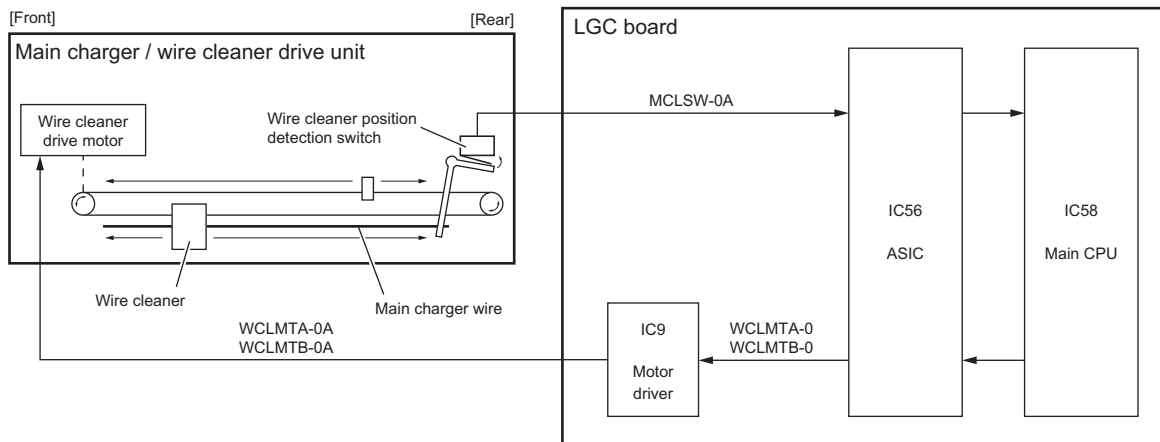 [Front]
[Rear]
Main charger / wire cleaner drive unit
Wire cleaner
drive motor
Wire cleaner position
detection switch
Wire cleaner
Main charger wire
LGC board
MCLSW-0A
IC56
ASIC
IC58
Main CPU
WCLMTA-0A
WCLMTB-0A
IC9
Motor
driver
WCLMTA-0
WCLMTB-0